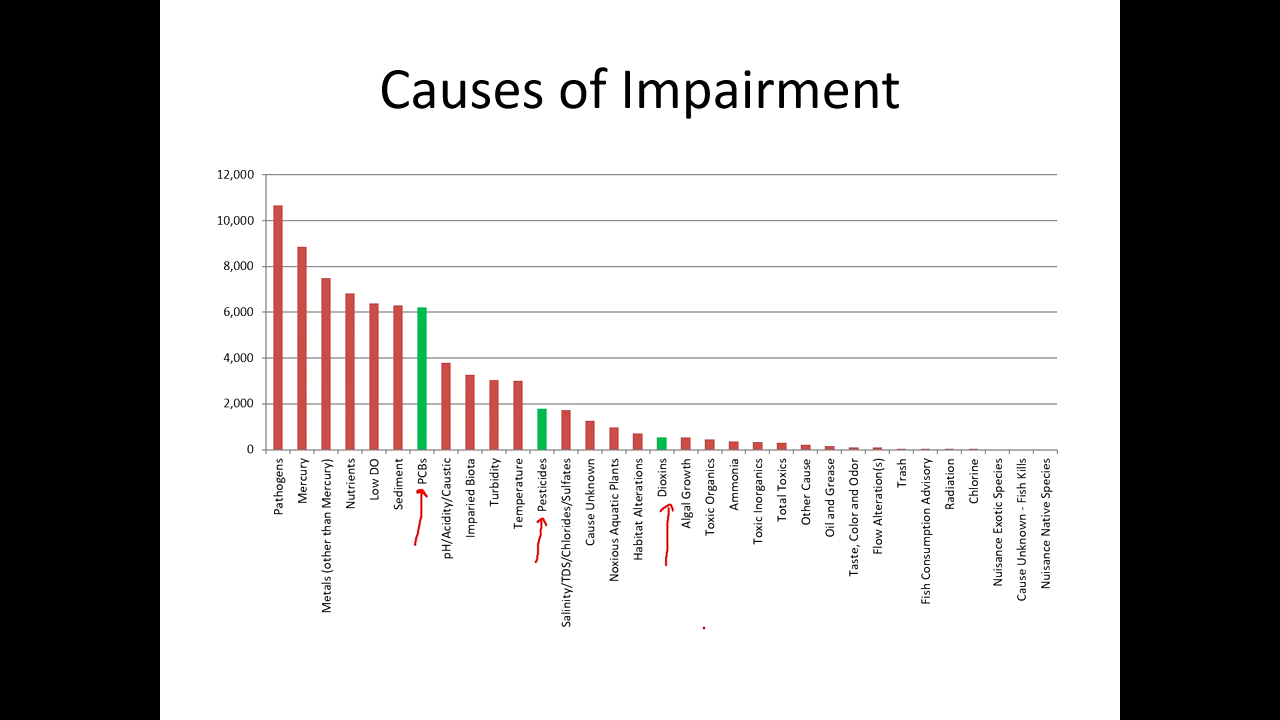 Causes of Impairment
12,000
10,000
8,000
6,000
4,000
2,000
0
Pathogens
Mercury
Metals (other than Mercury)
Nutrients
Low DO
Sediment
PCBs
pH/Acidity/Caustic
Imparied Biota
Turbidity
Temperature
Pesticides
Salinity/TDS/Chlorides/Sulfates
Cause Unknown
Noxious Aquatic Plants
Habitat Alterations
Dioxins
Algal Growth
Toxic Organics
Ammonia
Toxic Inorganics
Total Toxics
Other Cause
Oil and Grease
Taste, Color and Odor
Flow Alteration(s)
Trash
Fish Consumption Advisory
Radiation
Chlorine
Nuisance Exotic Species
Cause Unknown - Fish Kills
Nuisance Native Species